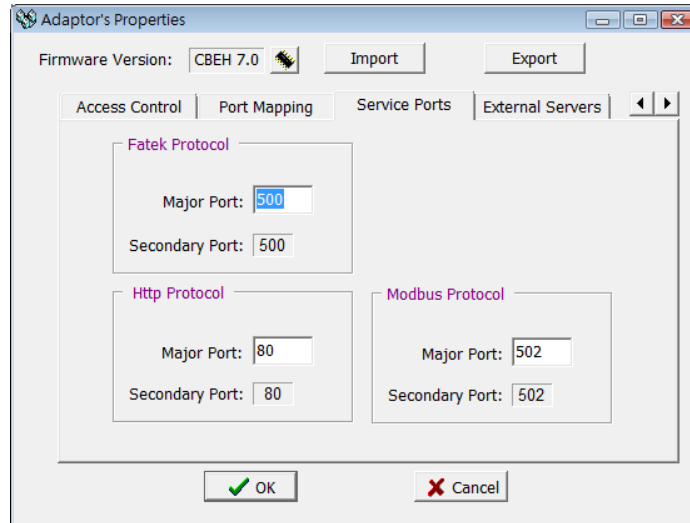 Adaptor's Properties
Firmware Version: CBEH 7.0 Import Export
Access Control Port Mapping Service Ports External Servers
Fatek Protocol
Major Port: 500
Secondary Port: 500
Http Protocol
Major Port: 80
Secondary Port: 80
Modbus Protocol
Major Port: 502
Secondary Port: 502
OK Cancel